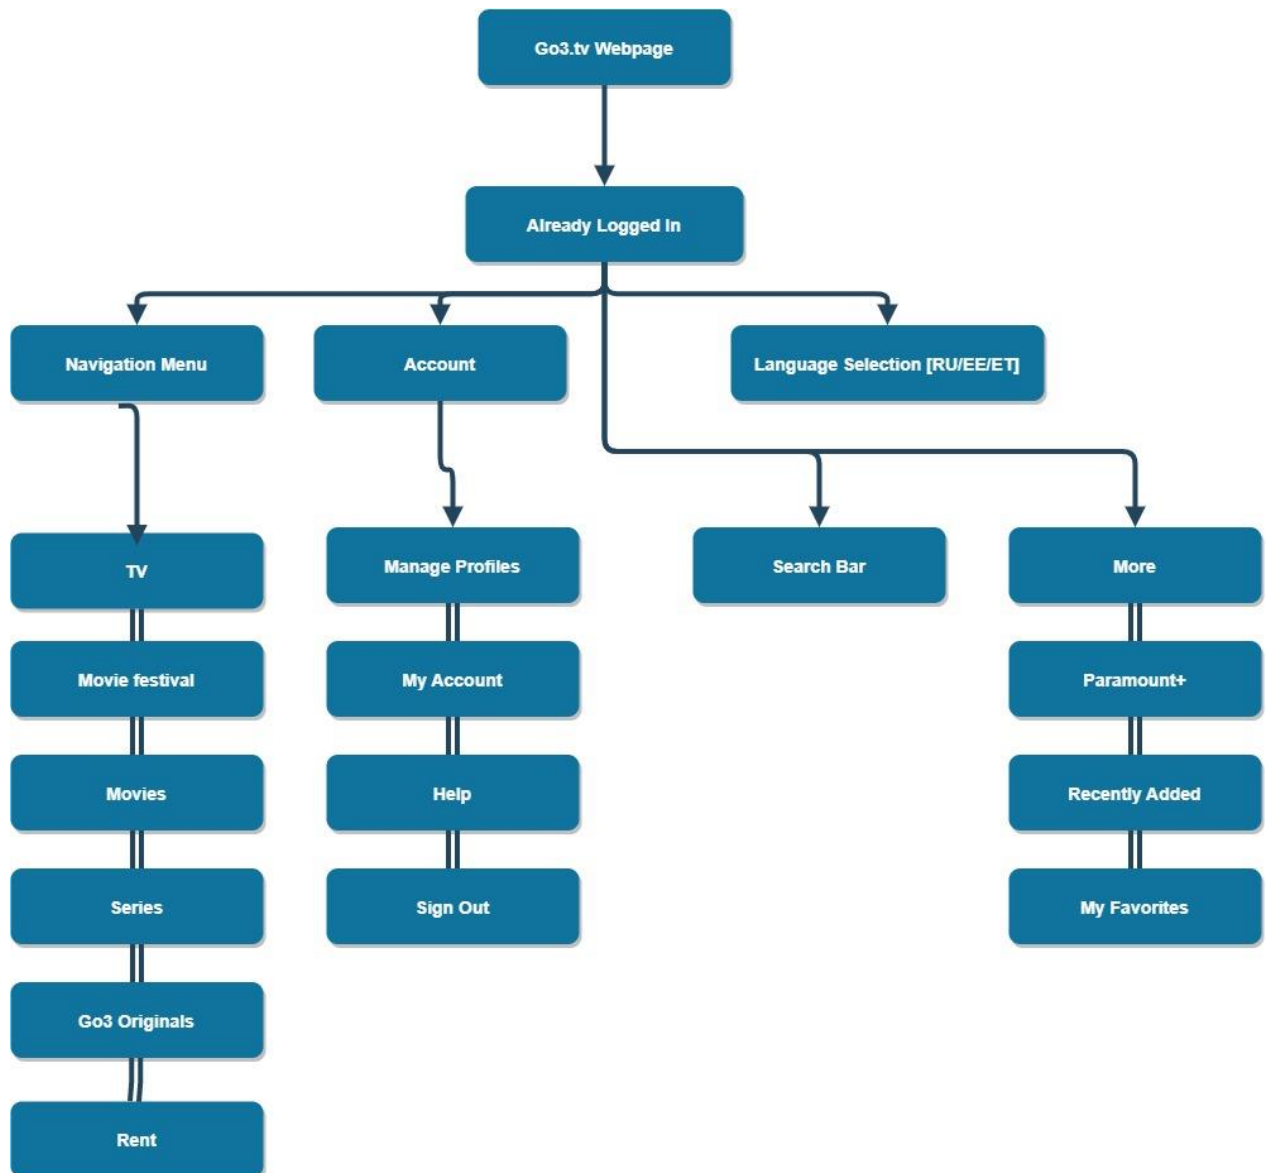 Go3.tv Webpage
Already Logged In
Navigation Menu
Account
Language Selection [RU/EE/ET]
TV
Manage Profiles
Search Bar
More
Movie festival
My Account
Paramount+
Movies
Help
Recently Added
Series
Sign Out
My Favorites
Go3 Originals
Rent